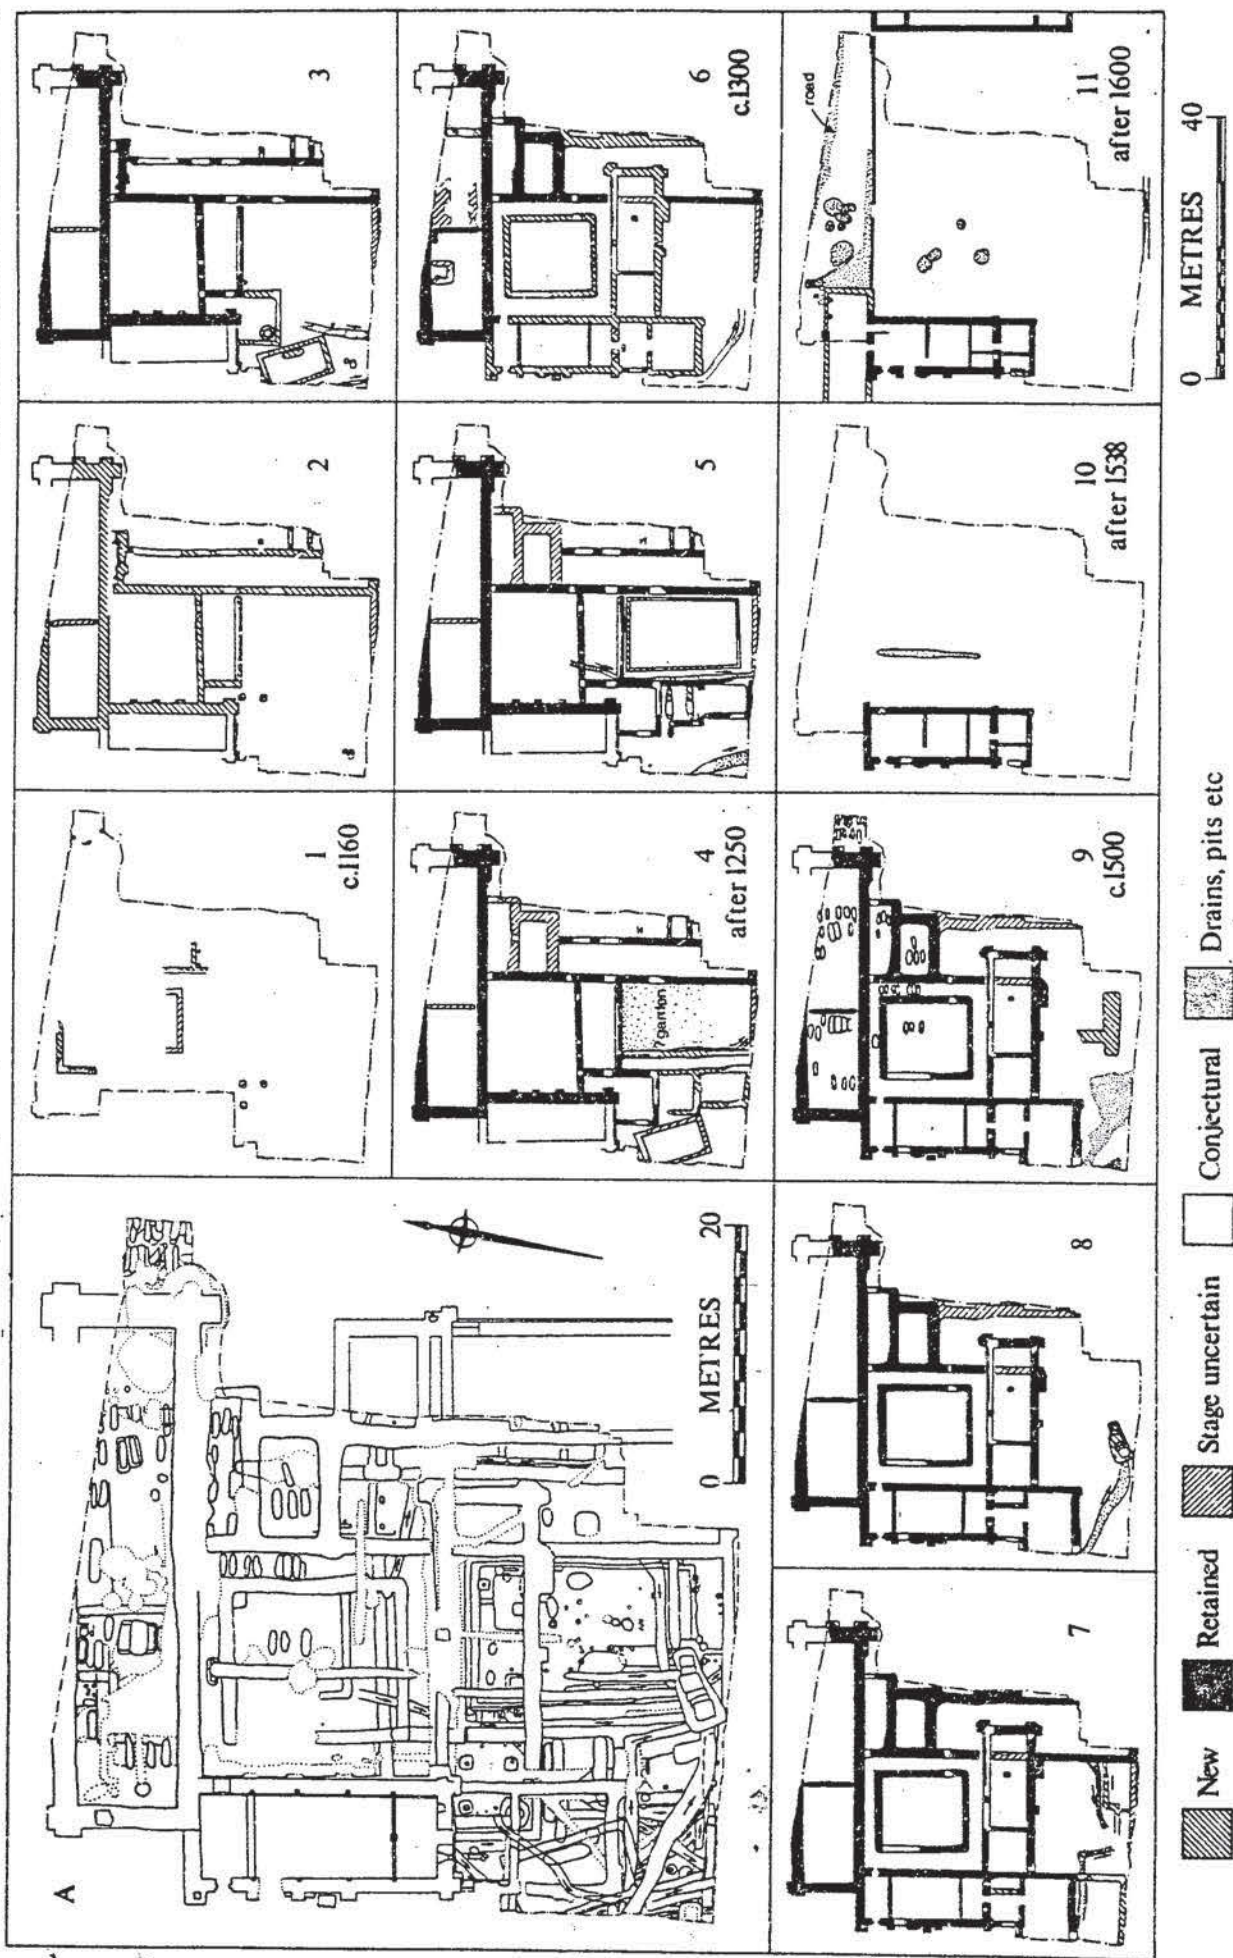 A
METRES
0 20
1
c.1160
2
3
4
after 1250
? garden
5
6
c.1300
7
8
9
c.1500
10
after 1538
11
after 1600
road
New
Retained
Stage uncertain
Conjectural
Drains, pits etc
METRES
0 40